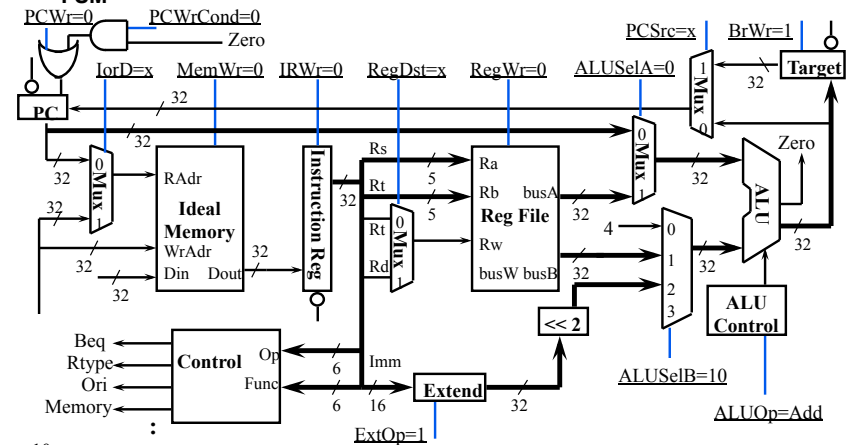 PCWr=0 PCWrCond=0 PCSrc=x BrWr=1
Zero
IorD=x MemWr=0 IRWr=0 RegDst=x RegWr=0 ALUSelA=0 1 32 Target
PC 32 Mux
32 0
32 Rs Ra 0 Mux 1 32 Zero
0 Mux 1 RAdr Instruction Reg 5
32 Ideal Memory 32 Rt Rb busA 32 ALU
32 5 Reg File 4 0
Rt 0 Mux 1 Rw 32 1 32 32
WrAdr 32 Rd busW busB 32 2
32 Din Dout 3
32 << 2 ALU Control
Beq Control Op Imm
Rtype 6
Ori Func Extend ALUSelB=10
Memory 6 16 32
: ExtOp=1 ALUOp=Add